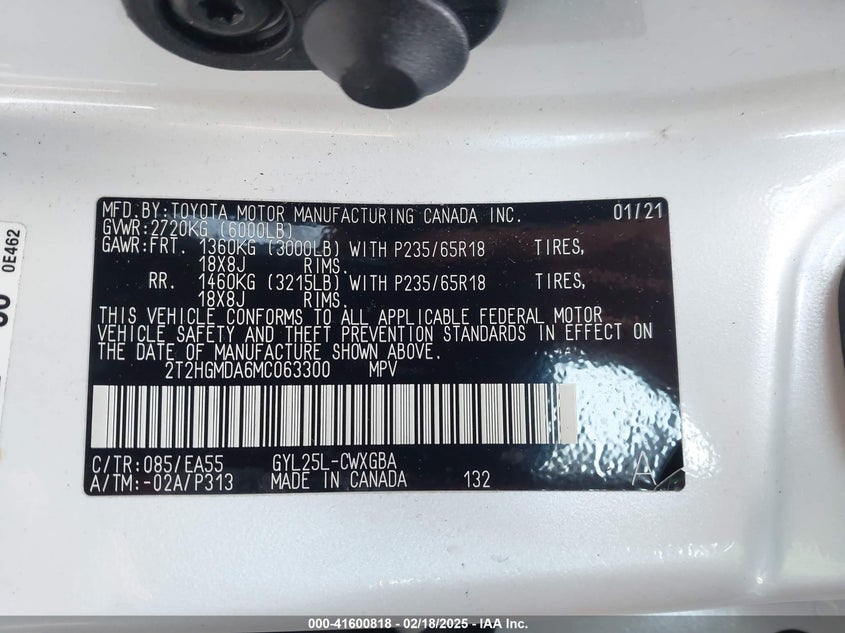 MFD.BY:TOYOTA MOTOR MANUFACTURING CANADA INC. 01/21
GVWR:2720KG (6000LB)
GAWR:FRT. 1360KG (3000LB) WITH P235/65R18 TIRES,
18X8J RIMS.
RR. 1460KG (3215LB) WITH P235/65R18 TIRES,
18X8J RIMS.
THIS VEHICLE CONFORMS TO ALL APPLICABLE FEDERAL MOTOR
VEHICLE SAFETY AND THEFT PREVENTION STANDARDS IN EFFECT ON
THE DATE OF MANUFACTURE SHOWN ABOVE.
2T2HGMDA6MC063300 MPV
C/TR:085/EA55 GYL25L-CWXGBA
A/TM:-02A/P313 MADE IN CANADA 132 A
0E462
000-41600818 - 02/18/2025 - IAA Inc.